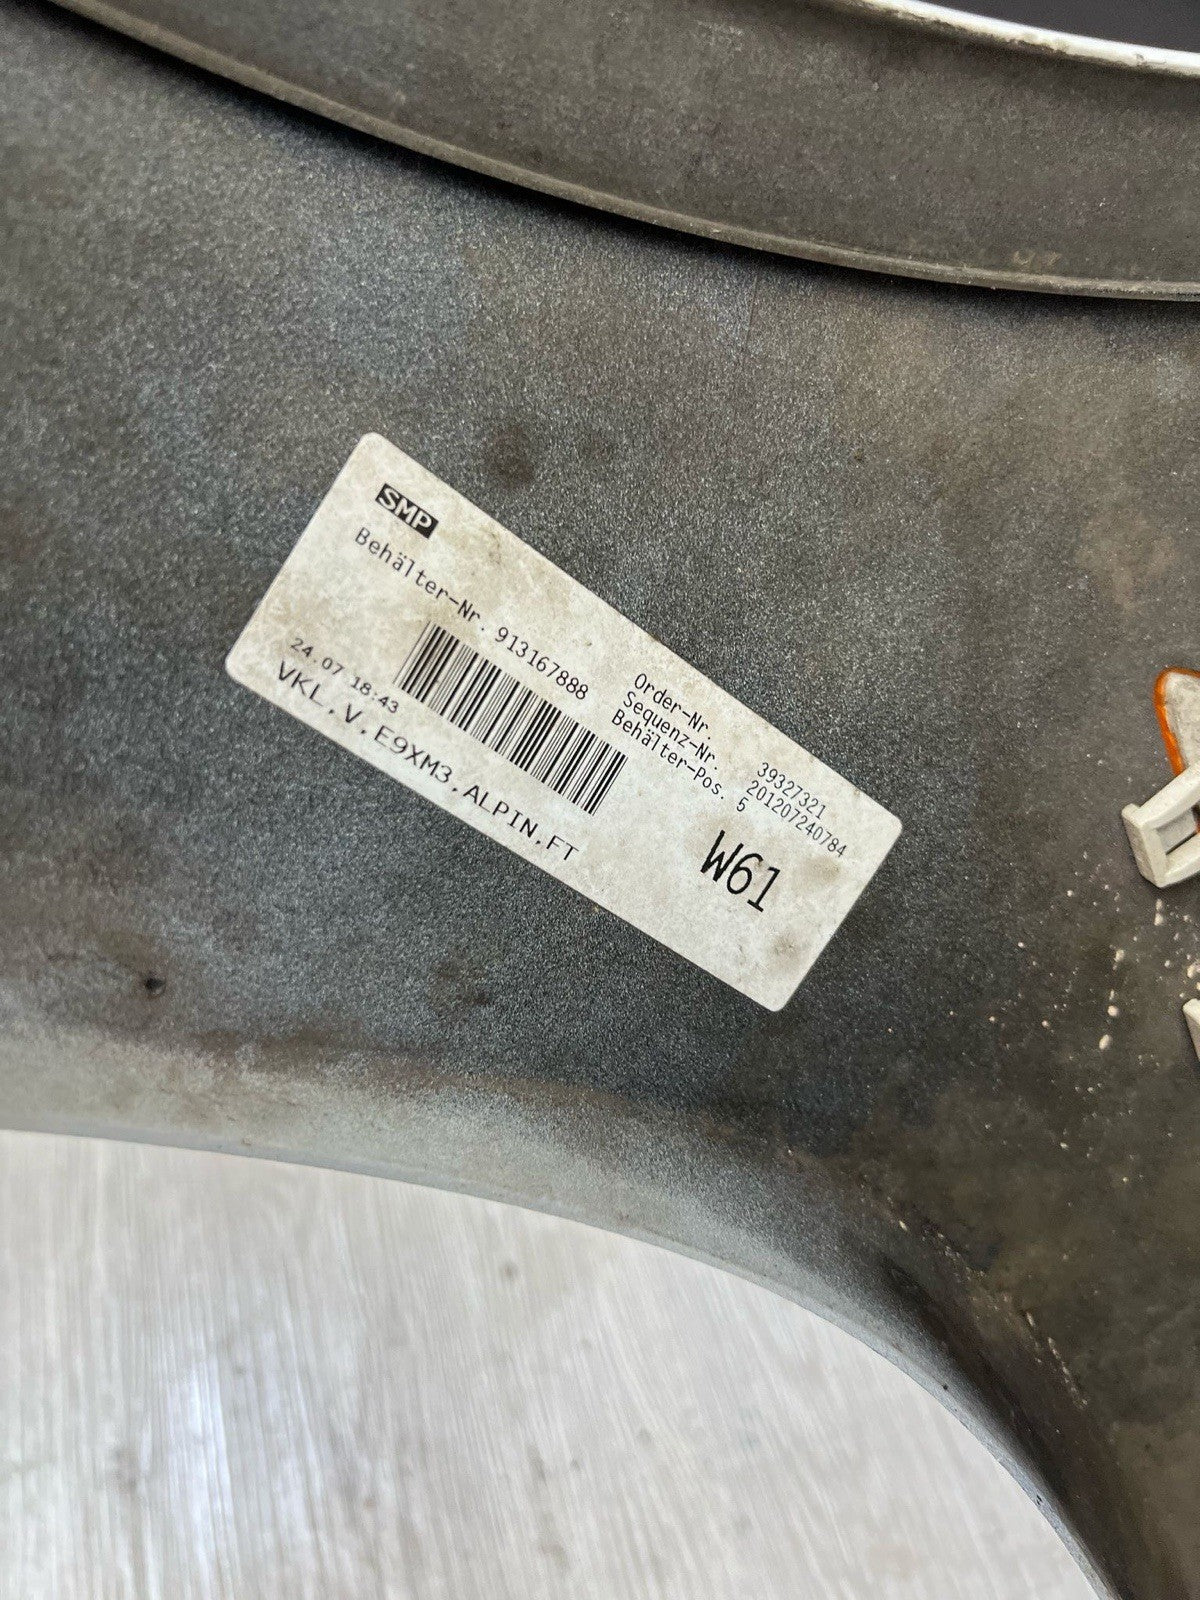 SMP
Behälter-Nr. 913167888
Order-Nr. 39327321
Sequenz-Nr. 201207240784
Behälter-Pos. 5
24.07 18:43
VKL,V,E9XM3,ALPIN,FT
W61